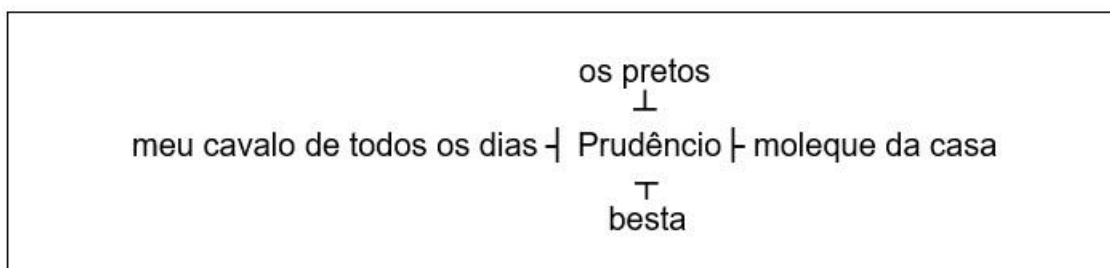 os pretos
┴
meu cavalo de todos os dias ┤ Prudêncio ├ moleque da casa
┬
besta